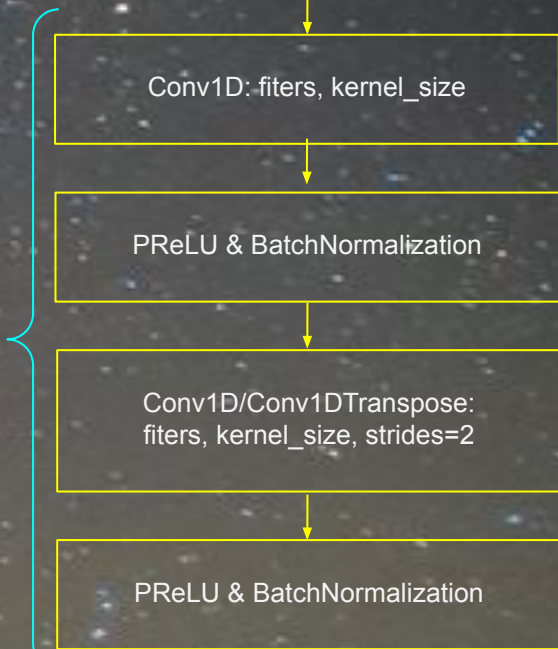 Conv1D: fiters, kernel_size
PReLU & BatchNormalization
Conv1D/Conv1DTranspose:
fiters, kernel_size, strides=2
PReLU & BatchNormalization